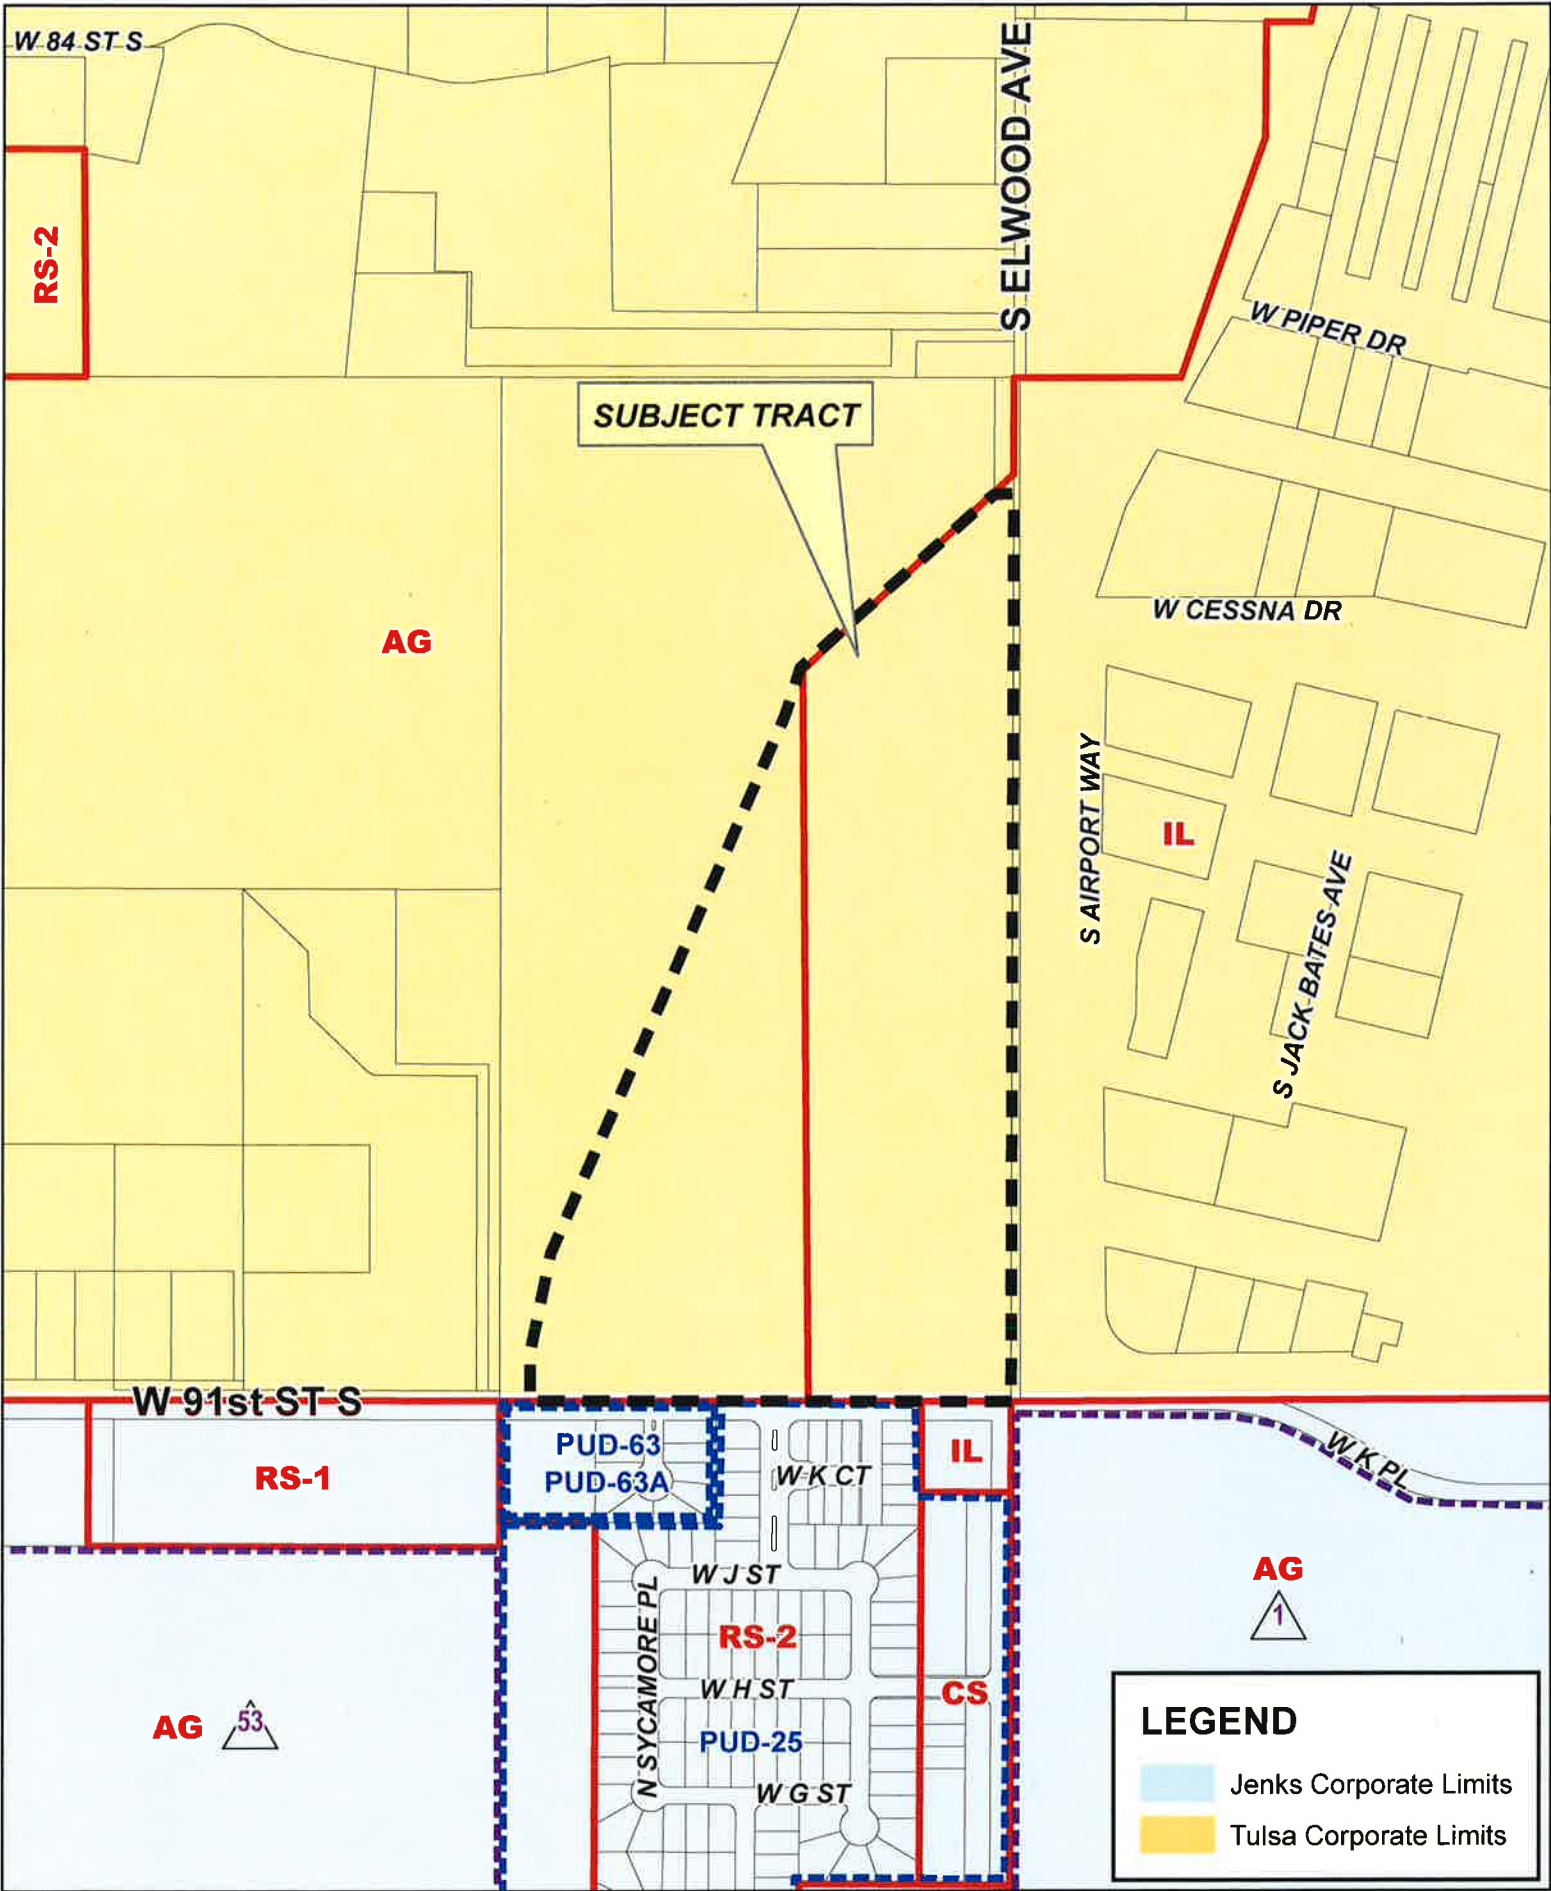 W 84 ST S
S ELWOOD AVE
RS-2
W PIPER DR
SUBJECT TRACT
W CESSNA DR
AG
S AIRPORT WAY
IL
S JACK BATES AVE
W 91st ST S
PUD-63
PUD-63A
IL
W K PL
RS-1
W K CT
W J ST
AG
1
N SYCAMORE PL
RS-2
W H ST
CS
AG
53
PUD-25
W G ST
LEGEND
Jenks Corporate Limits
Tulsa Corporate Limits